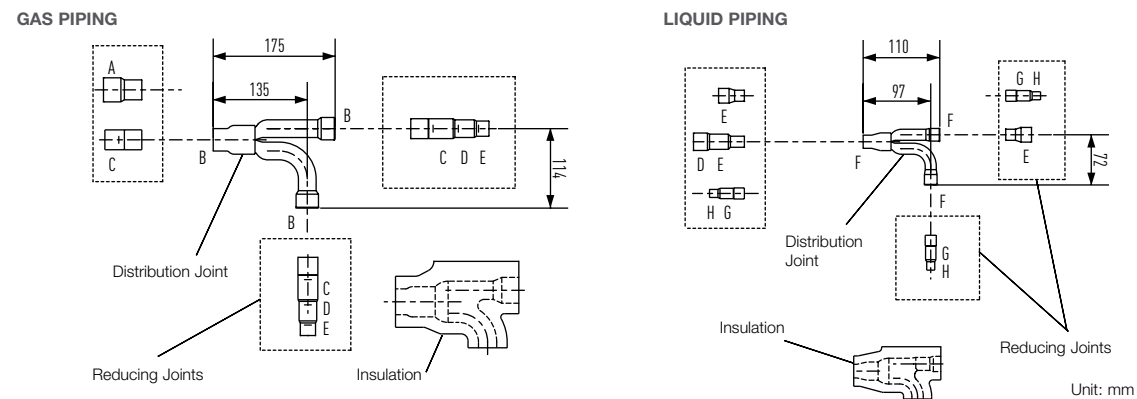 GAS PIPING
175
135
A
C
B
B
B
C D E
114
C
D
E
Distribution Joint
Reducing Joints
Insulation
LIQUID PIPING
110
97
E
D E
H G
F
F
F
G H
E
72
G
H
Distribution
Joint
Insulation
Reducing Joints
Unit: mm